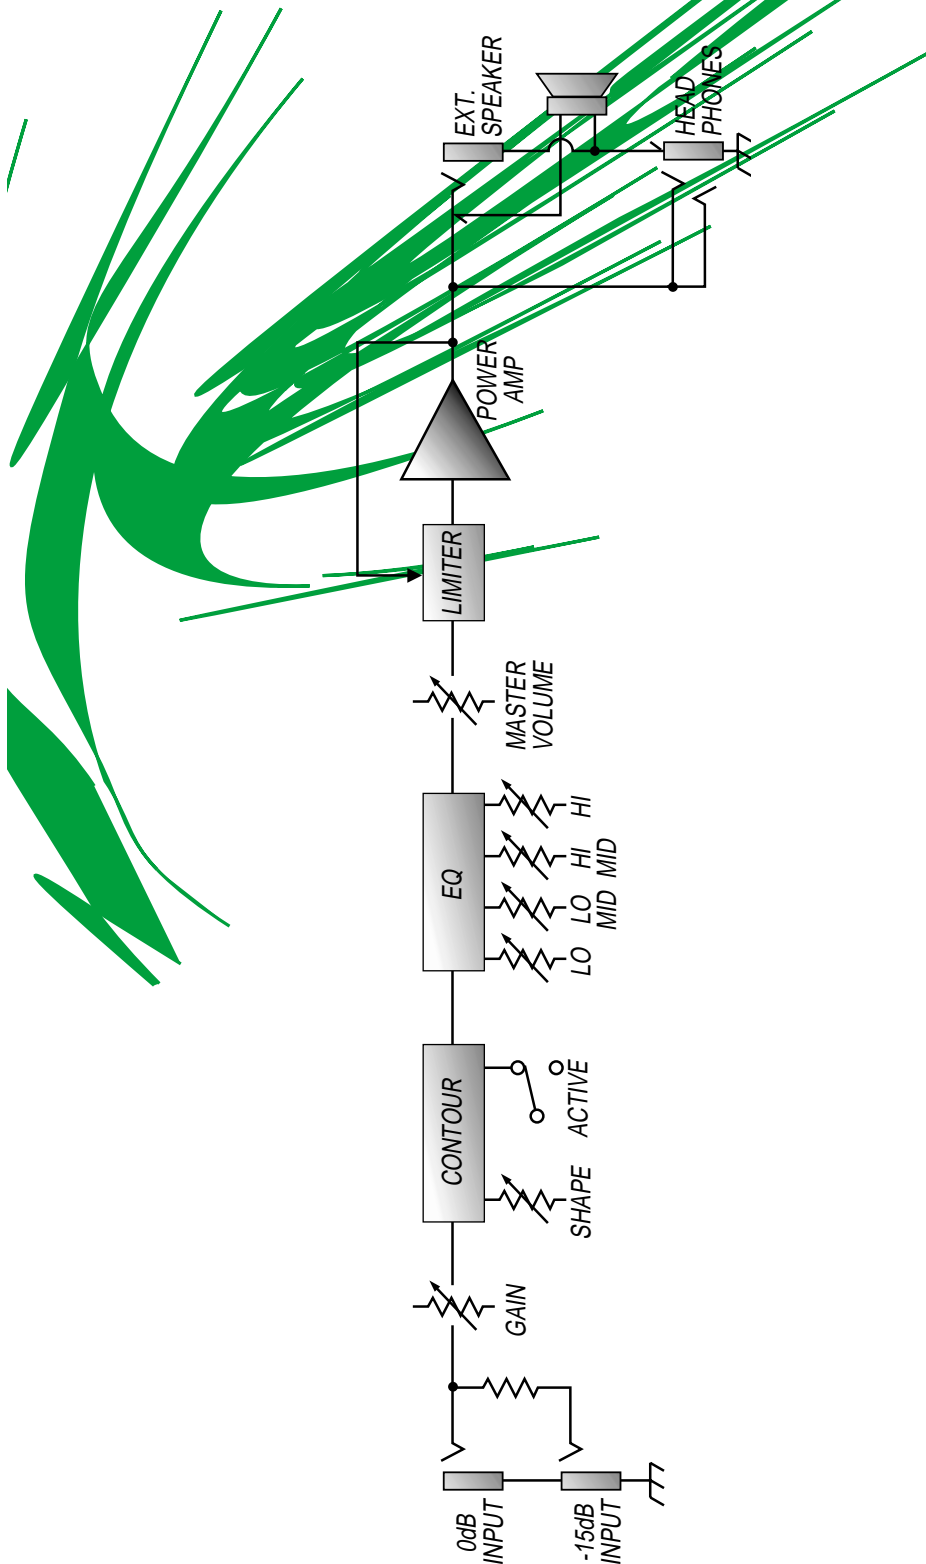 0dB
INPUT
-15dB
INPUT
GAIN
CONTOUR
SHAPE
ACTIVE
EQ
LO
LO
MID
HI
MID
HI
MASTER
VOLUME
LIMITER
POWER
AMP
EXT.
SPEAKER
HEAD
PHONES